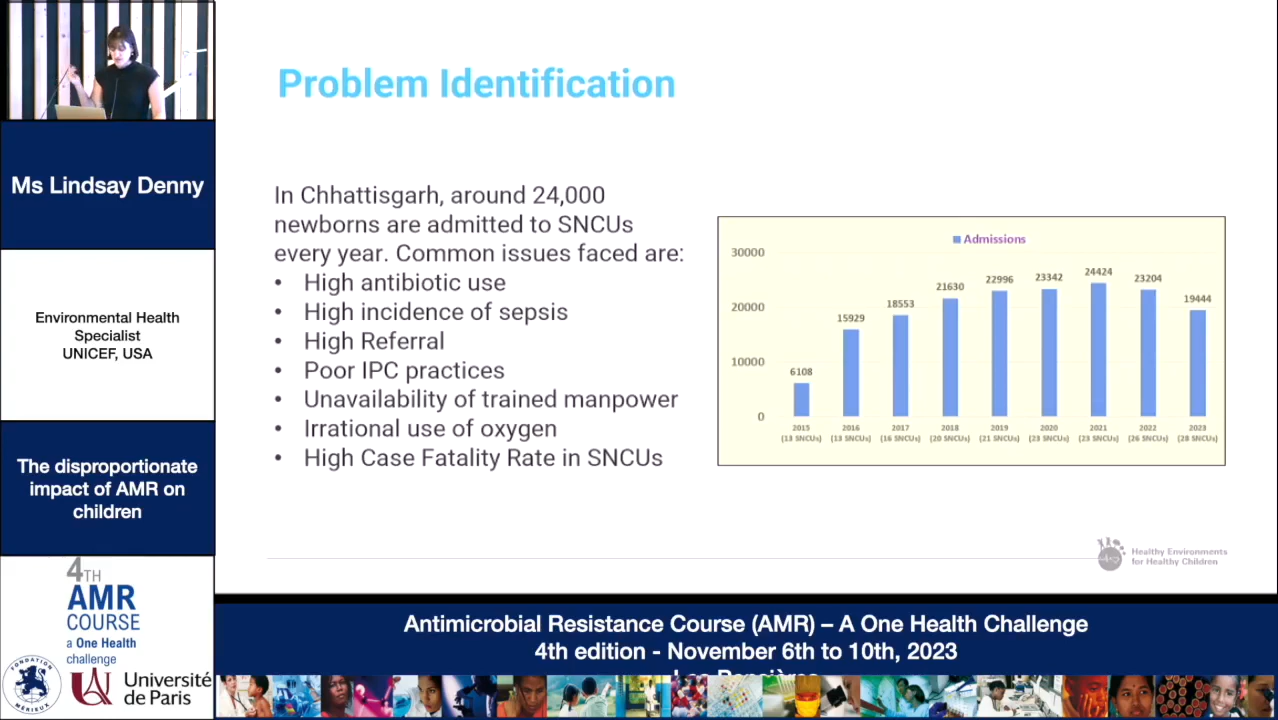 Ms Lindsay Denny
Environmental Health
Specialist
UNICEF, USA
The disproportionate
impact of AMR on
children
4TH
AMR
COURSE
a One Health
challenge
FONDATION
MÉRIEUX
Université
de Paris
Problem Identification
In Chhattisgarh, around 24,000
newborns are admitted to SNCUs
every year. Common issues faced are:
• High antibiotic use
• High incidence of sepsis
• High Referral
• Poor IPC practices
• Unavailability of trained manpower
• Irrational use of oxygen
• High Case Fatality Rate in SNCUs
Admissions
30000
20000
10000
0
6108
15929
18553
21630
22996
23342
24424
23204
19444
2015 2016 2017 2018 2019 2020 2021 2022 2023
(13 SNCUs) (13 SNCUs) (16 SNCUs) (20 SNCUs) (21 SNCUs) (23 SNCUs) (23 SNCUs) (26 SNCUs) (28 SNCUs)
Healthy Environments
for Healthy Children
Antimicrobial Resistance Course (AMR) – A One Health Challenge
4th edition - November 6th to 10th, 2023